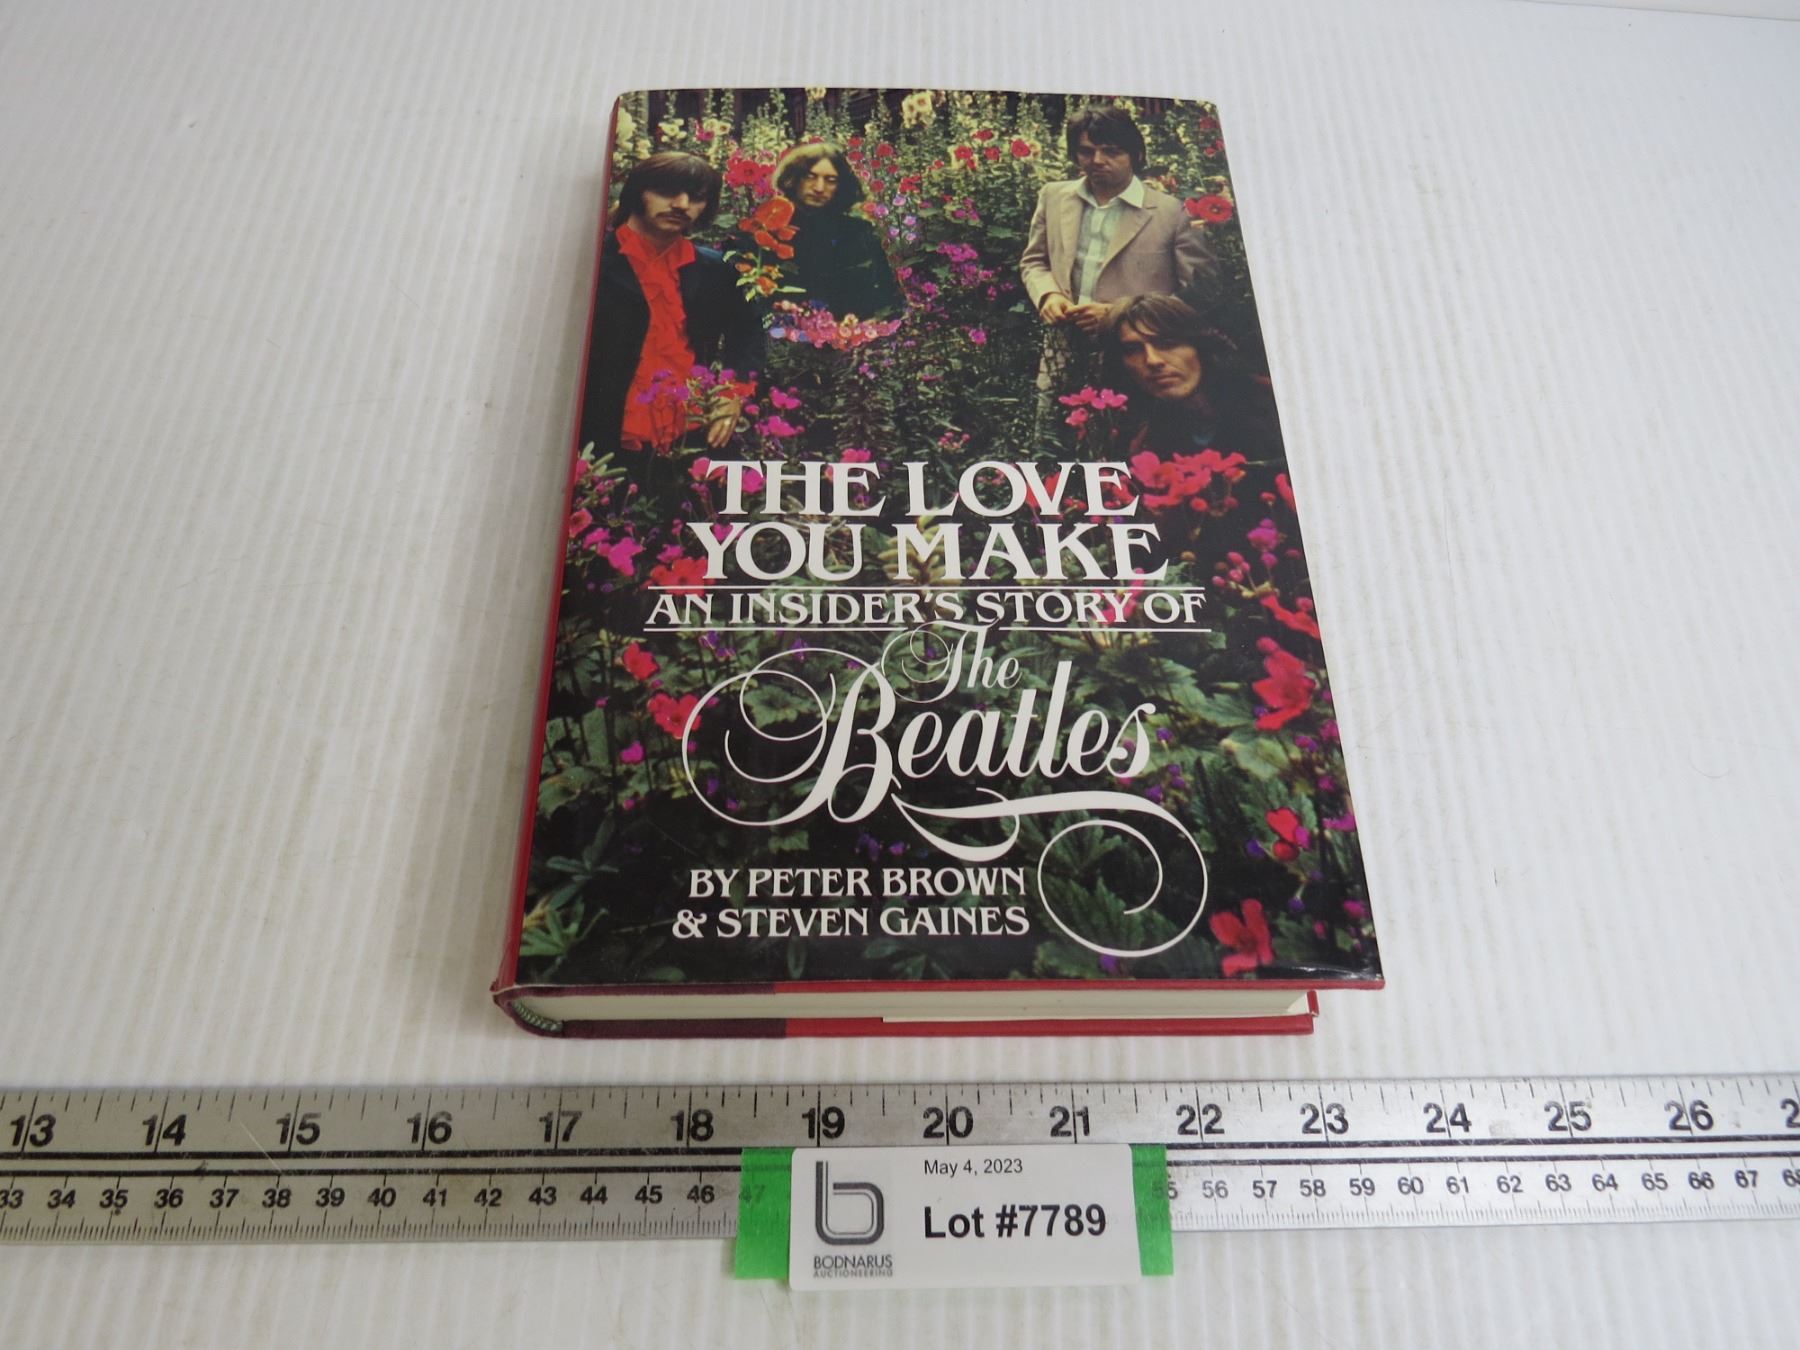 THE LOVE
YOU MAKE
AN INSIDER'S STORY OF
The
Beatles
BY PETER BROWN
& STEVEN GAINES
13 14 15 16 17 18 19 20 21 22 23 24 25 26 2
33 34 35 36 37 38 39 40 41 42 43 44 45 46 47 55 56 57 58 59 60 61 62 63 64 65 66 67 68
May 4, 2023
Lot #7789
BODNARUS
AUCTIONEERING